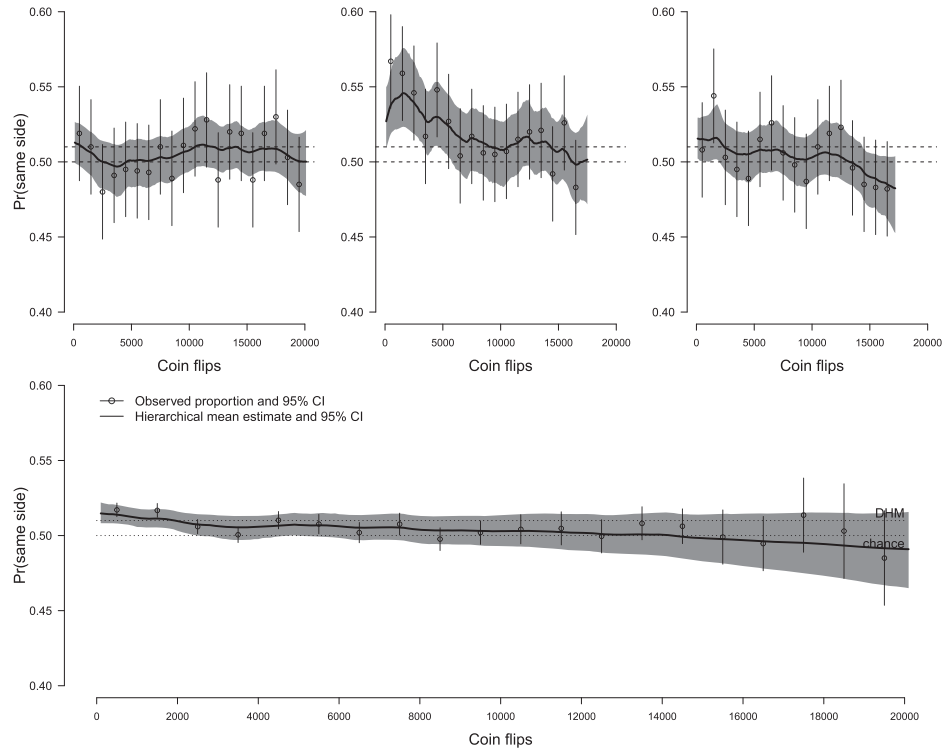 0.60 0.60 0.60
0.55 0.55 0.55
0.50 0.50 0.50
0.45 0.45 0.45
0.40 0.40 0.40
Pr(same side)
0 5000 10000 15000 20000 0 5000 10000 15000 20000 0 5000 10000 15000 20000
Coin flips Coin flips Coin flips
0.60
Observed proportion and 95% CI
Hierarchical mean estimate and 95% CI
0.55
DHM
0.50
chance
0.45
0.40
Pr(same side)
0 2000 4000 6000 8000 10000 12000 14000 16000 18000 20000
Coin flips